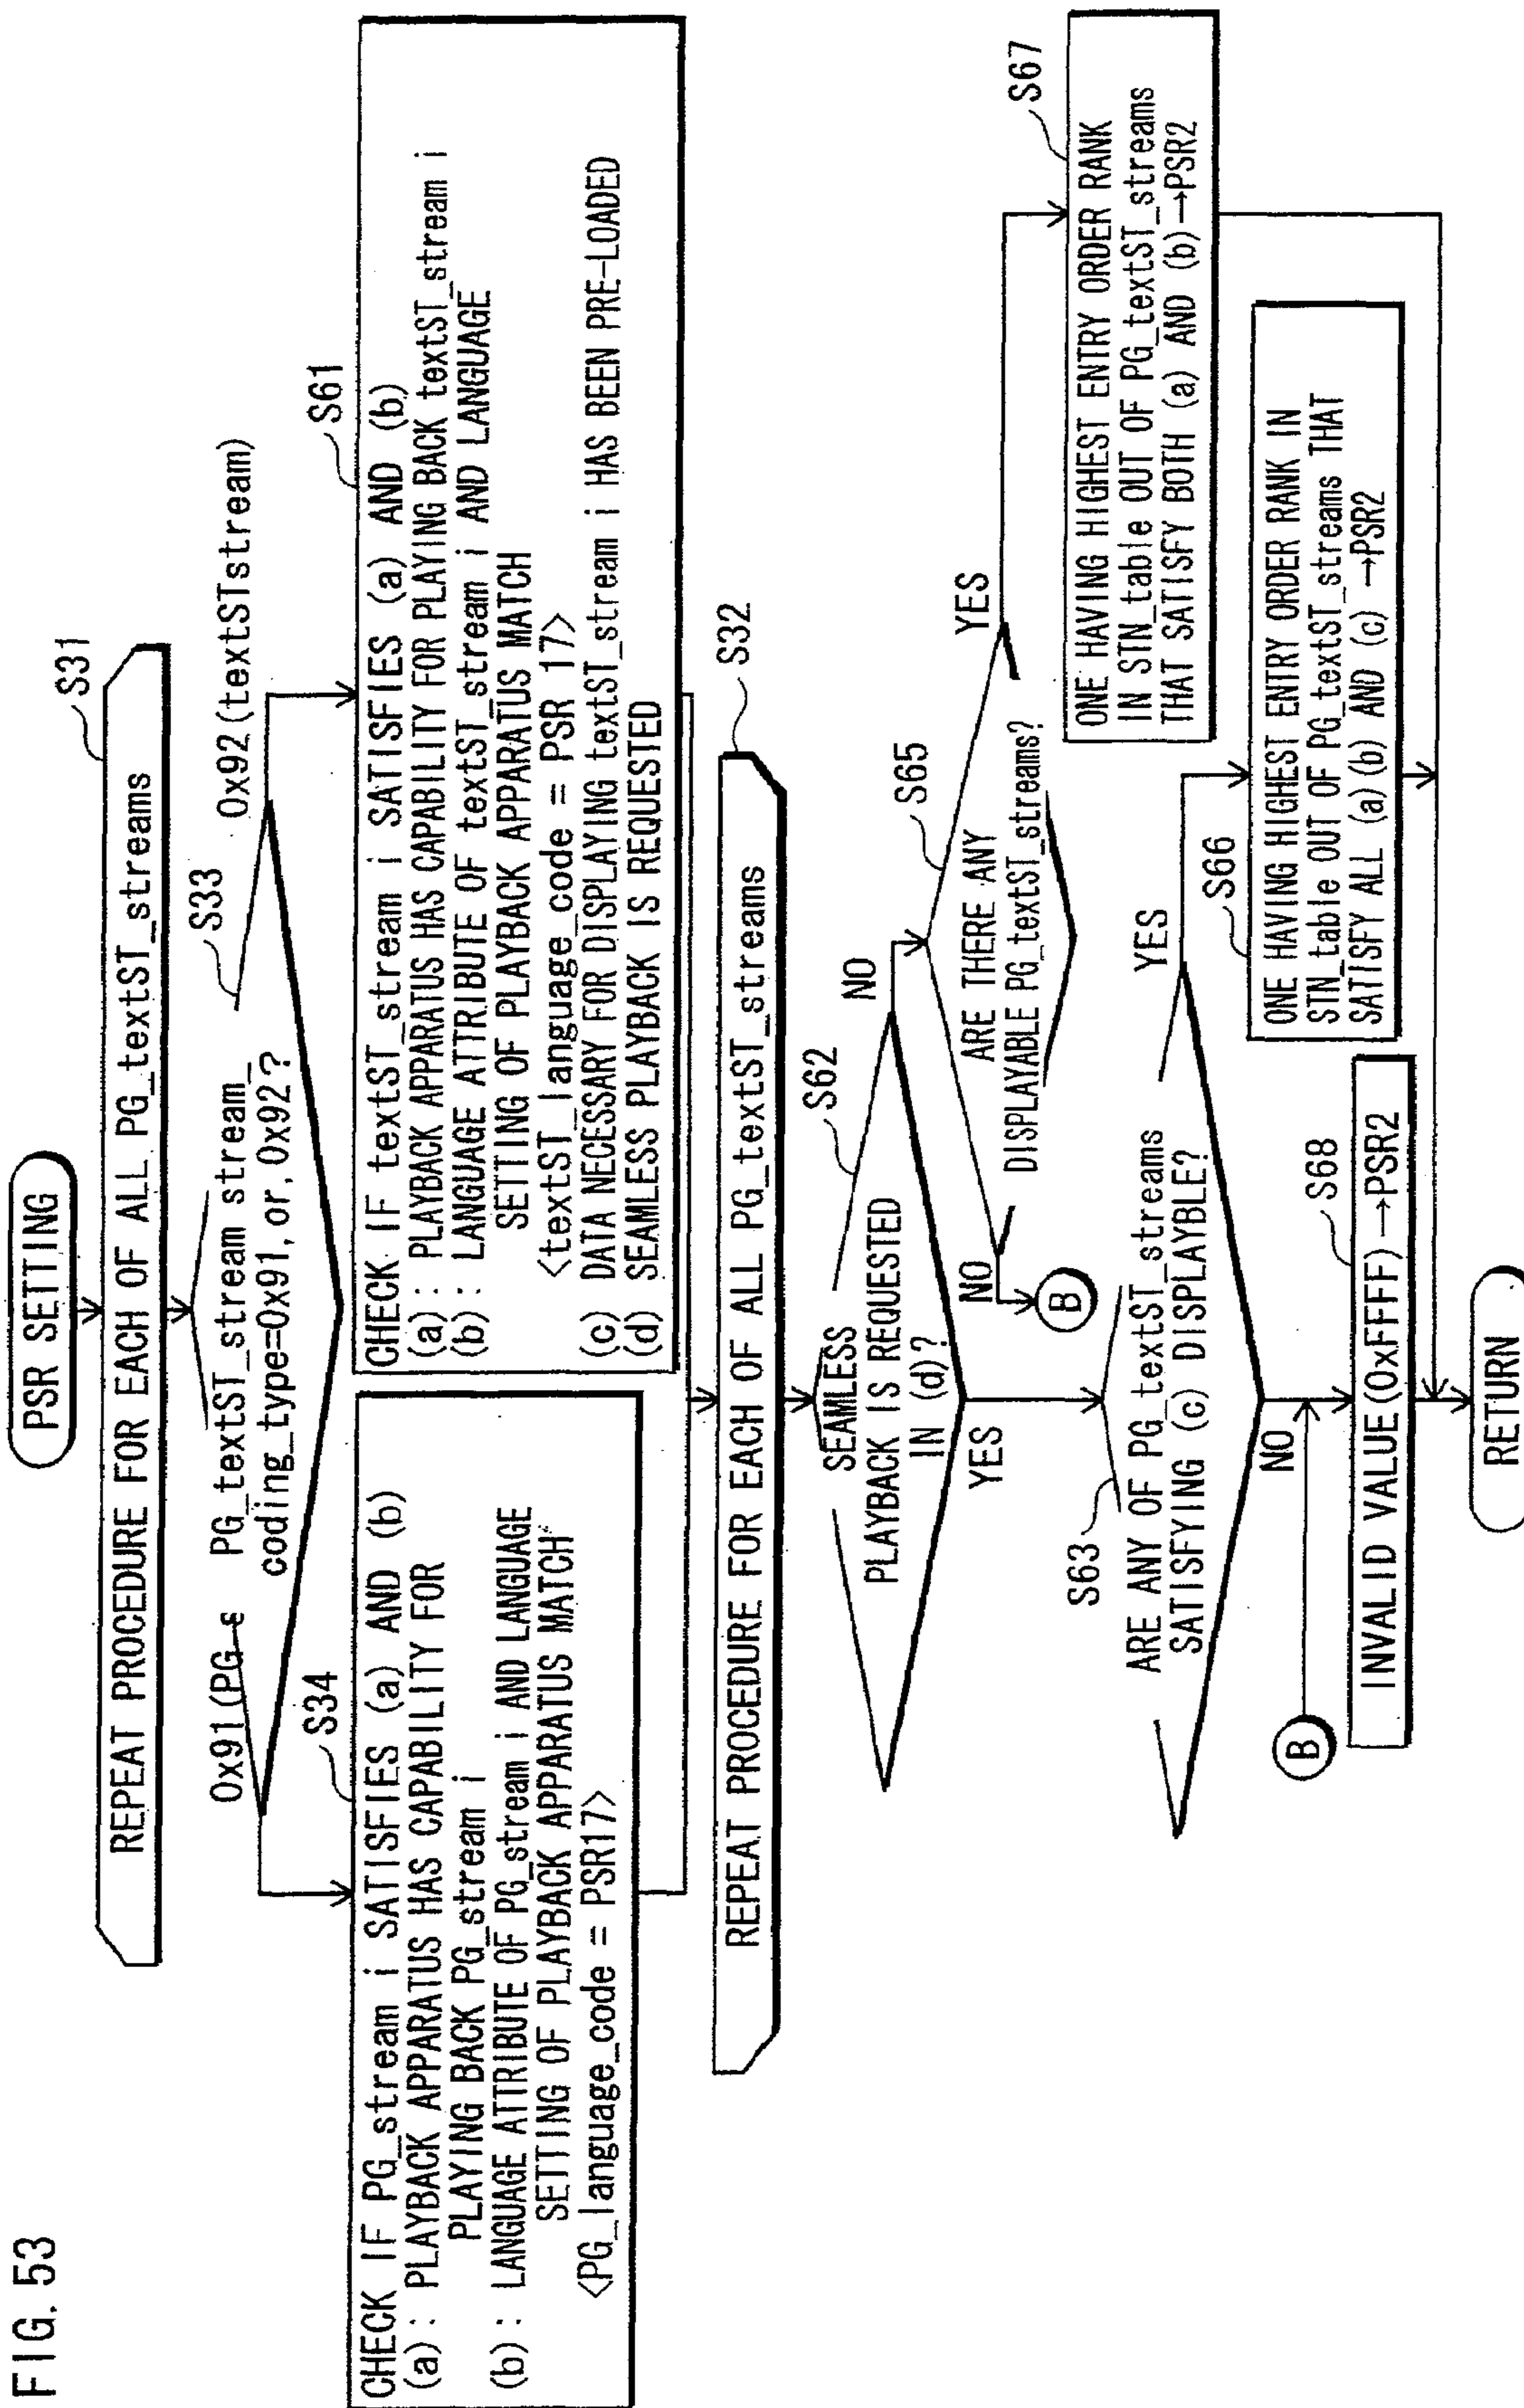 FIG. 53
PSR SETTING
S31
REPEAT PROCEDURE FOR EACH OF ALL PG_textST_streams
S33
PG_textST_stream stream_
coding_type=0x91,or,0x92?
0x91(PG s
0x92(textSTstream)
S34
CHECK IF PG_stream i SATISFIES (a) AND (b)
(a): PLAYBACK APPARATUS HAS CAPABILITY FOR
PLAYING BACK PG_stream i
(b): LANGUAGE ATTRIBUTE OF PG_stream i AND LANGUAGE
SETTING OF PLAYBACK APPARATUS MATCH
<PG_language_code = PSR17>
S61
CHECK IF textST_stream i SATISFIES (a) AND (b)
(a): PLAYBACK APPARATUS HAS CAPABILITY FOR PLAYING BACK textST_stream i
(b): LANGUAGE ATTRIBUTE OF textST_stream i AND LANGUAGE
SETTING OF PLAYBACK APPARATUS MATCH
<textST_language_code = PSR 17>
(c) DATA NECESSARY FOR DISPLAYING textST_stream i HAS BEEN PRE-LOADED
(d) SEAMLESS PLAYBACK IS REQUESTED
S32
REPEAT PROCEDURE FOR EACH OF ALL PG_textST_streams
S62
SEAMLESS
PLAYBACK IS REQUESTED
IN (d)?
NO
YES
S65
ARE THERE ANY
DISPLAYABLE PG_textST_streams?
YES
NO
B
S67
ONE HAVING HIGHEST ENTRY ORDER RANK
IN STN_table OUT OF PG_textST_streams
THAT SATISFY BOTH (a) AND (b)→PSR2
S63
ARE ANY OF PG_textST_streams
SATISFYING (c) DISPLAYBLE?
YES
NO
S66
ONE HAVING HIGHEST ENTRY ORDER RANK IN
STN_table OUT OF PG_textST_streams THAT
SATISFY ALL (a)(b) AND (c) →PSR2
B
S68
INVALID VALUE(0xFFFF)→PSR2
RETURN